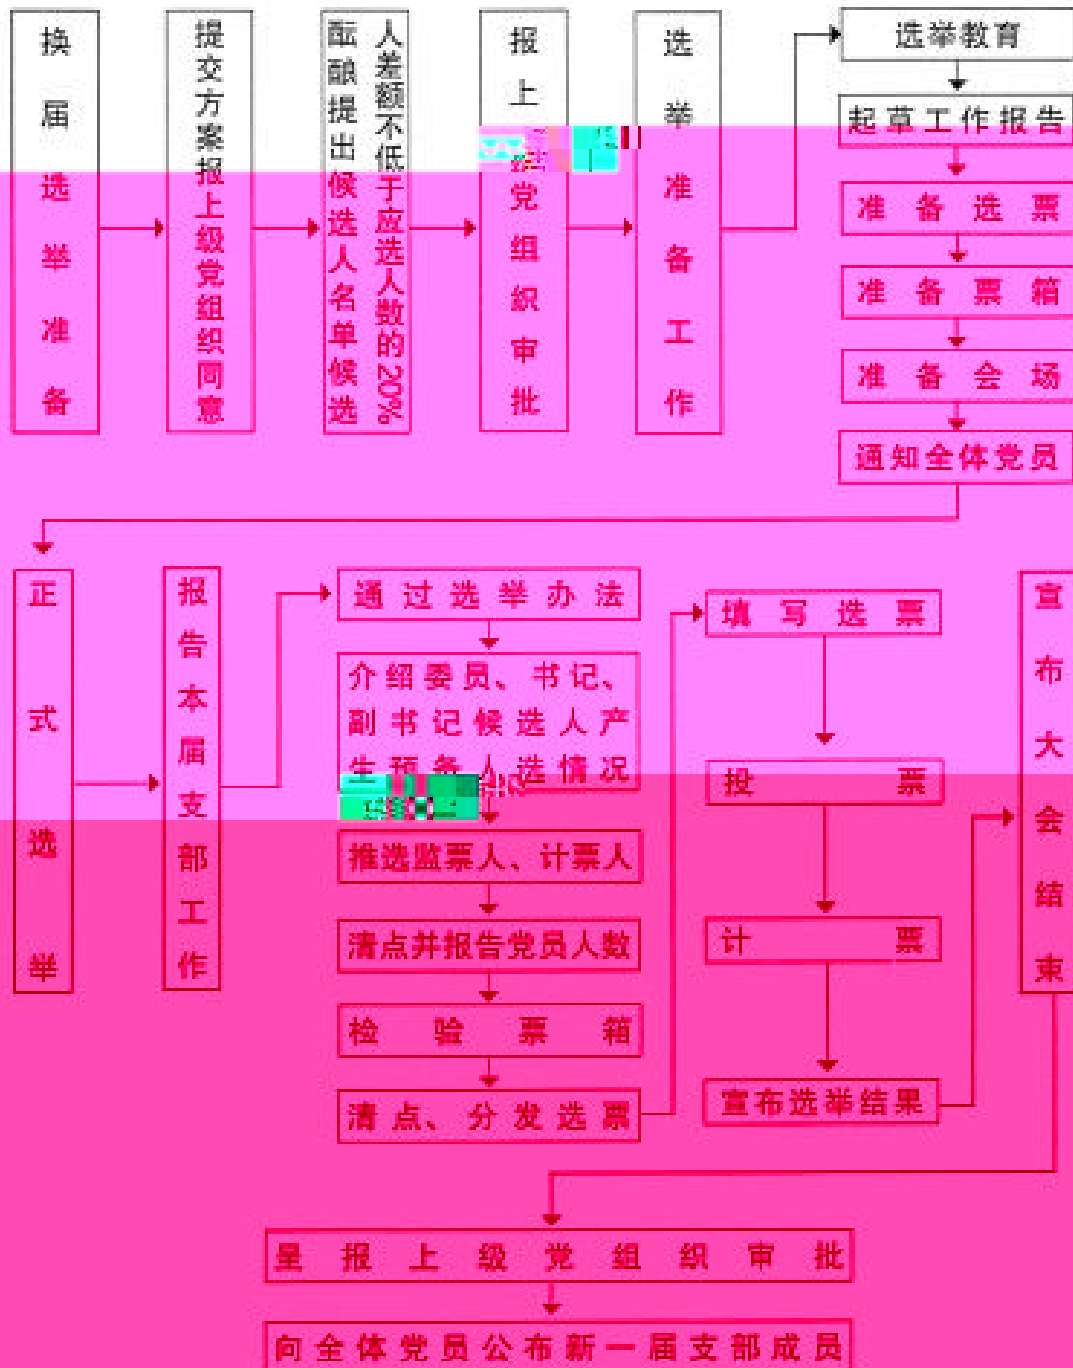 换届选举准备
提交方案报上级党组织同意
酝酿提出候选人名单候选
人差额不低于应选人数的20%
报上级党组织审批
选举准备工作
选举教育
起草工作报告
准备选票
准备票箱
准备会场
通知全体党员
正式选举
报告本届支部工作
通过选举办法
介绍委员、书记、
副书记候选人产
生预备人选情况
推选监票人、计票人
清点并报告党员人数
检验票箱
清点、分发选票
填写选票
投票
计票
宣布选举结果
宣布大会结束
呈报上级党组织审批
向全体党员公布新一届支部成员